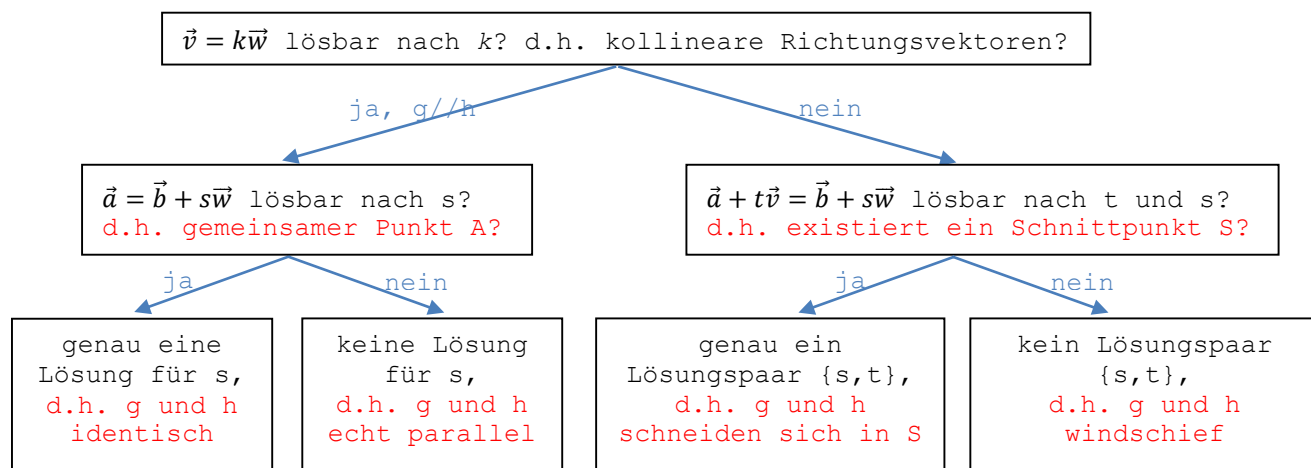 v⃗ = kw⃗ lösbar nach k? d.h. kollineare Richtungsvektoren?
ja, g//h
nein
a⃗ = b⃗ + sw⃗ lösbar nach s?
d.h. gemeinsamer Punkt A?
a⃗ + tv⃗ = b⃗ + sw⃗ lösbar nach t und s?
d.h. existiert ein Schnittpunkt S?
ja
nein
ja
nein
genau eine
Lösung für s,
d.h. g und h
identisch
keine Lösung
für s,
d.h. g und h
echt parallel
genau ein
Lösungspaar {s,t},
d.h. g und h
schneiden sich in S
kein Lösungspaar
{s,t},
d.h. g und h
windschief